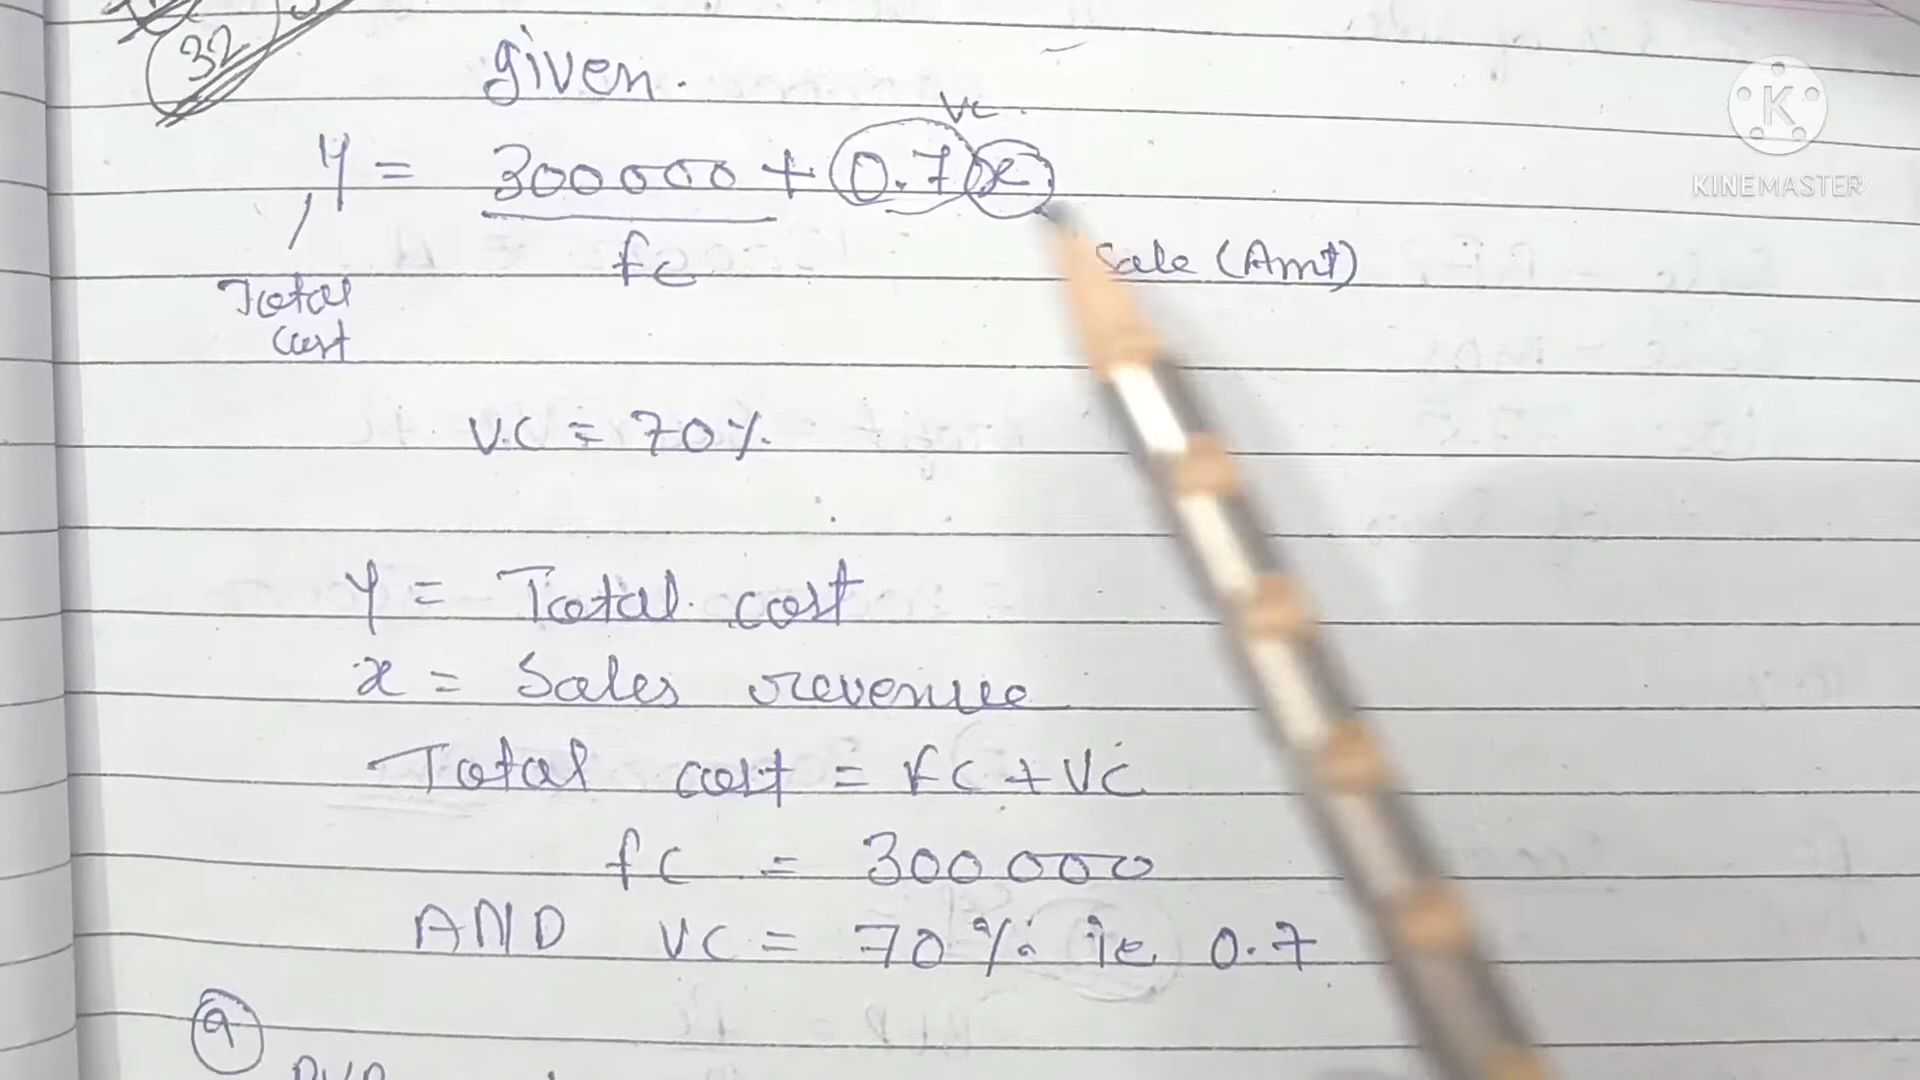 32
given.
VC.
y = 300000 + 0.7x
fc
Sale (Amt)
Total
cost
V.C = 70%.
Y = Total cost
x = Sales revenue
Total cost = FC + VC
fC = 300000
AND VC = 70% ie 0.7
a
K
KINEMASTER